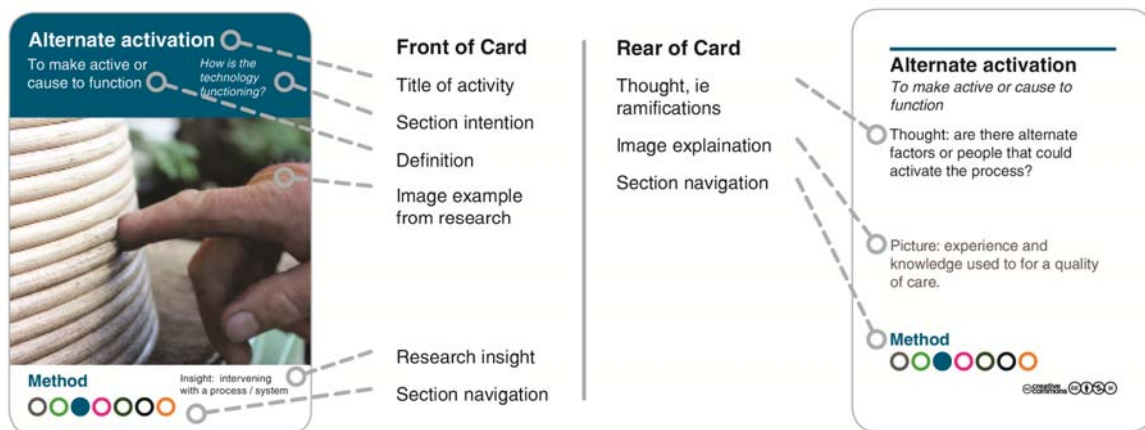 Alternate activation
To make active or
cause to function
How is the
technology
functioning?
Method
Insight: intervening
with a process / system
Front of Card
Title of activity
Section intention
Definition
Image example
from research
Research insight
Section navigation
Rear of Card
Thought, ie
ramifications
Image explaination
Section navigation
Alternate activation
To make active or cause to
function
Thought: are there alternate
factors or people that could
activate the process?
Picture: experience and
knowledge used to for a quality
of care.
Method
creative
commons